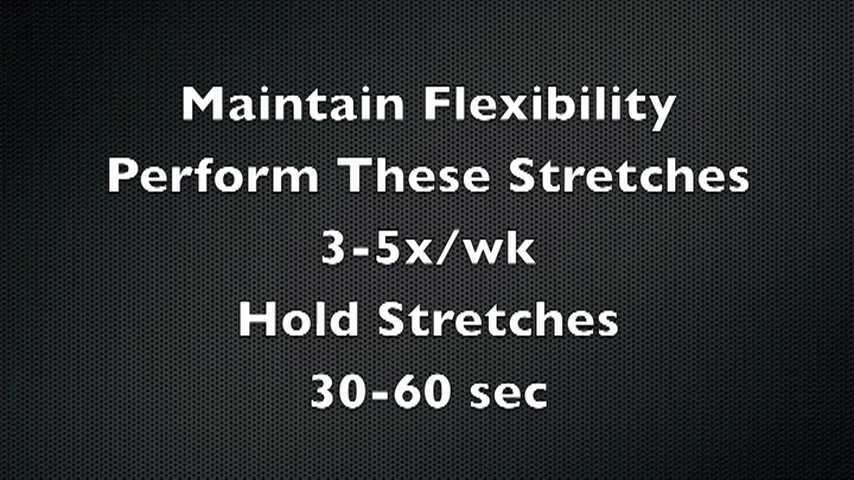 Maintain Flexibility
Perform These Stretches
3-5x/wk
Hold Stretches
30-60 sec